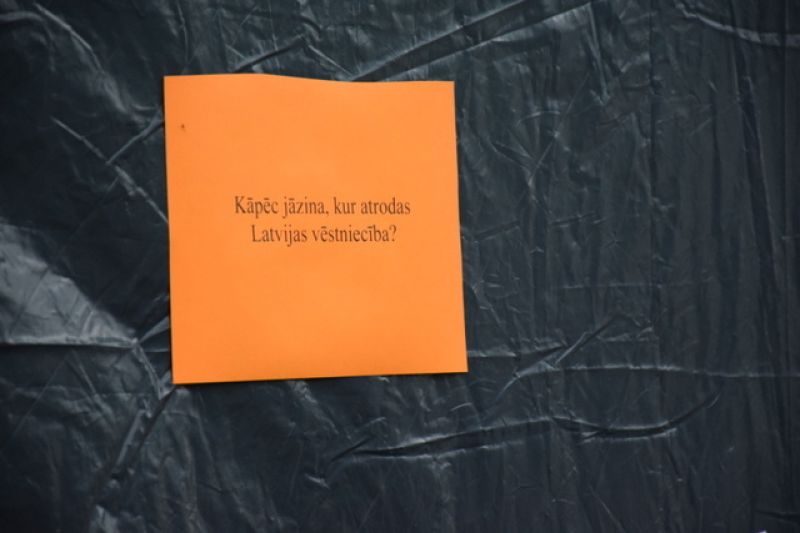 Kāpēc jāzina, kur atrodas
Latvijas vēstniecība?